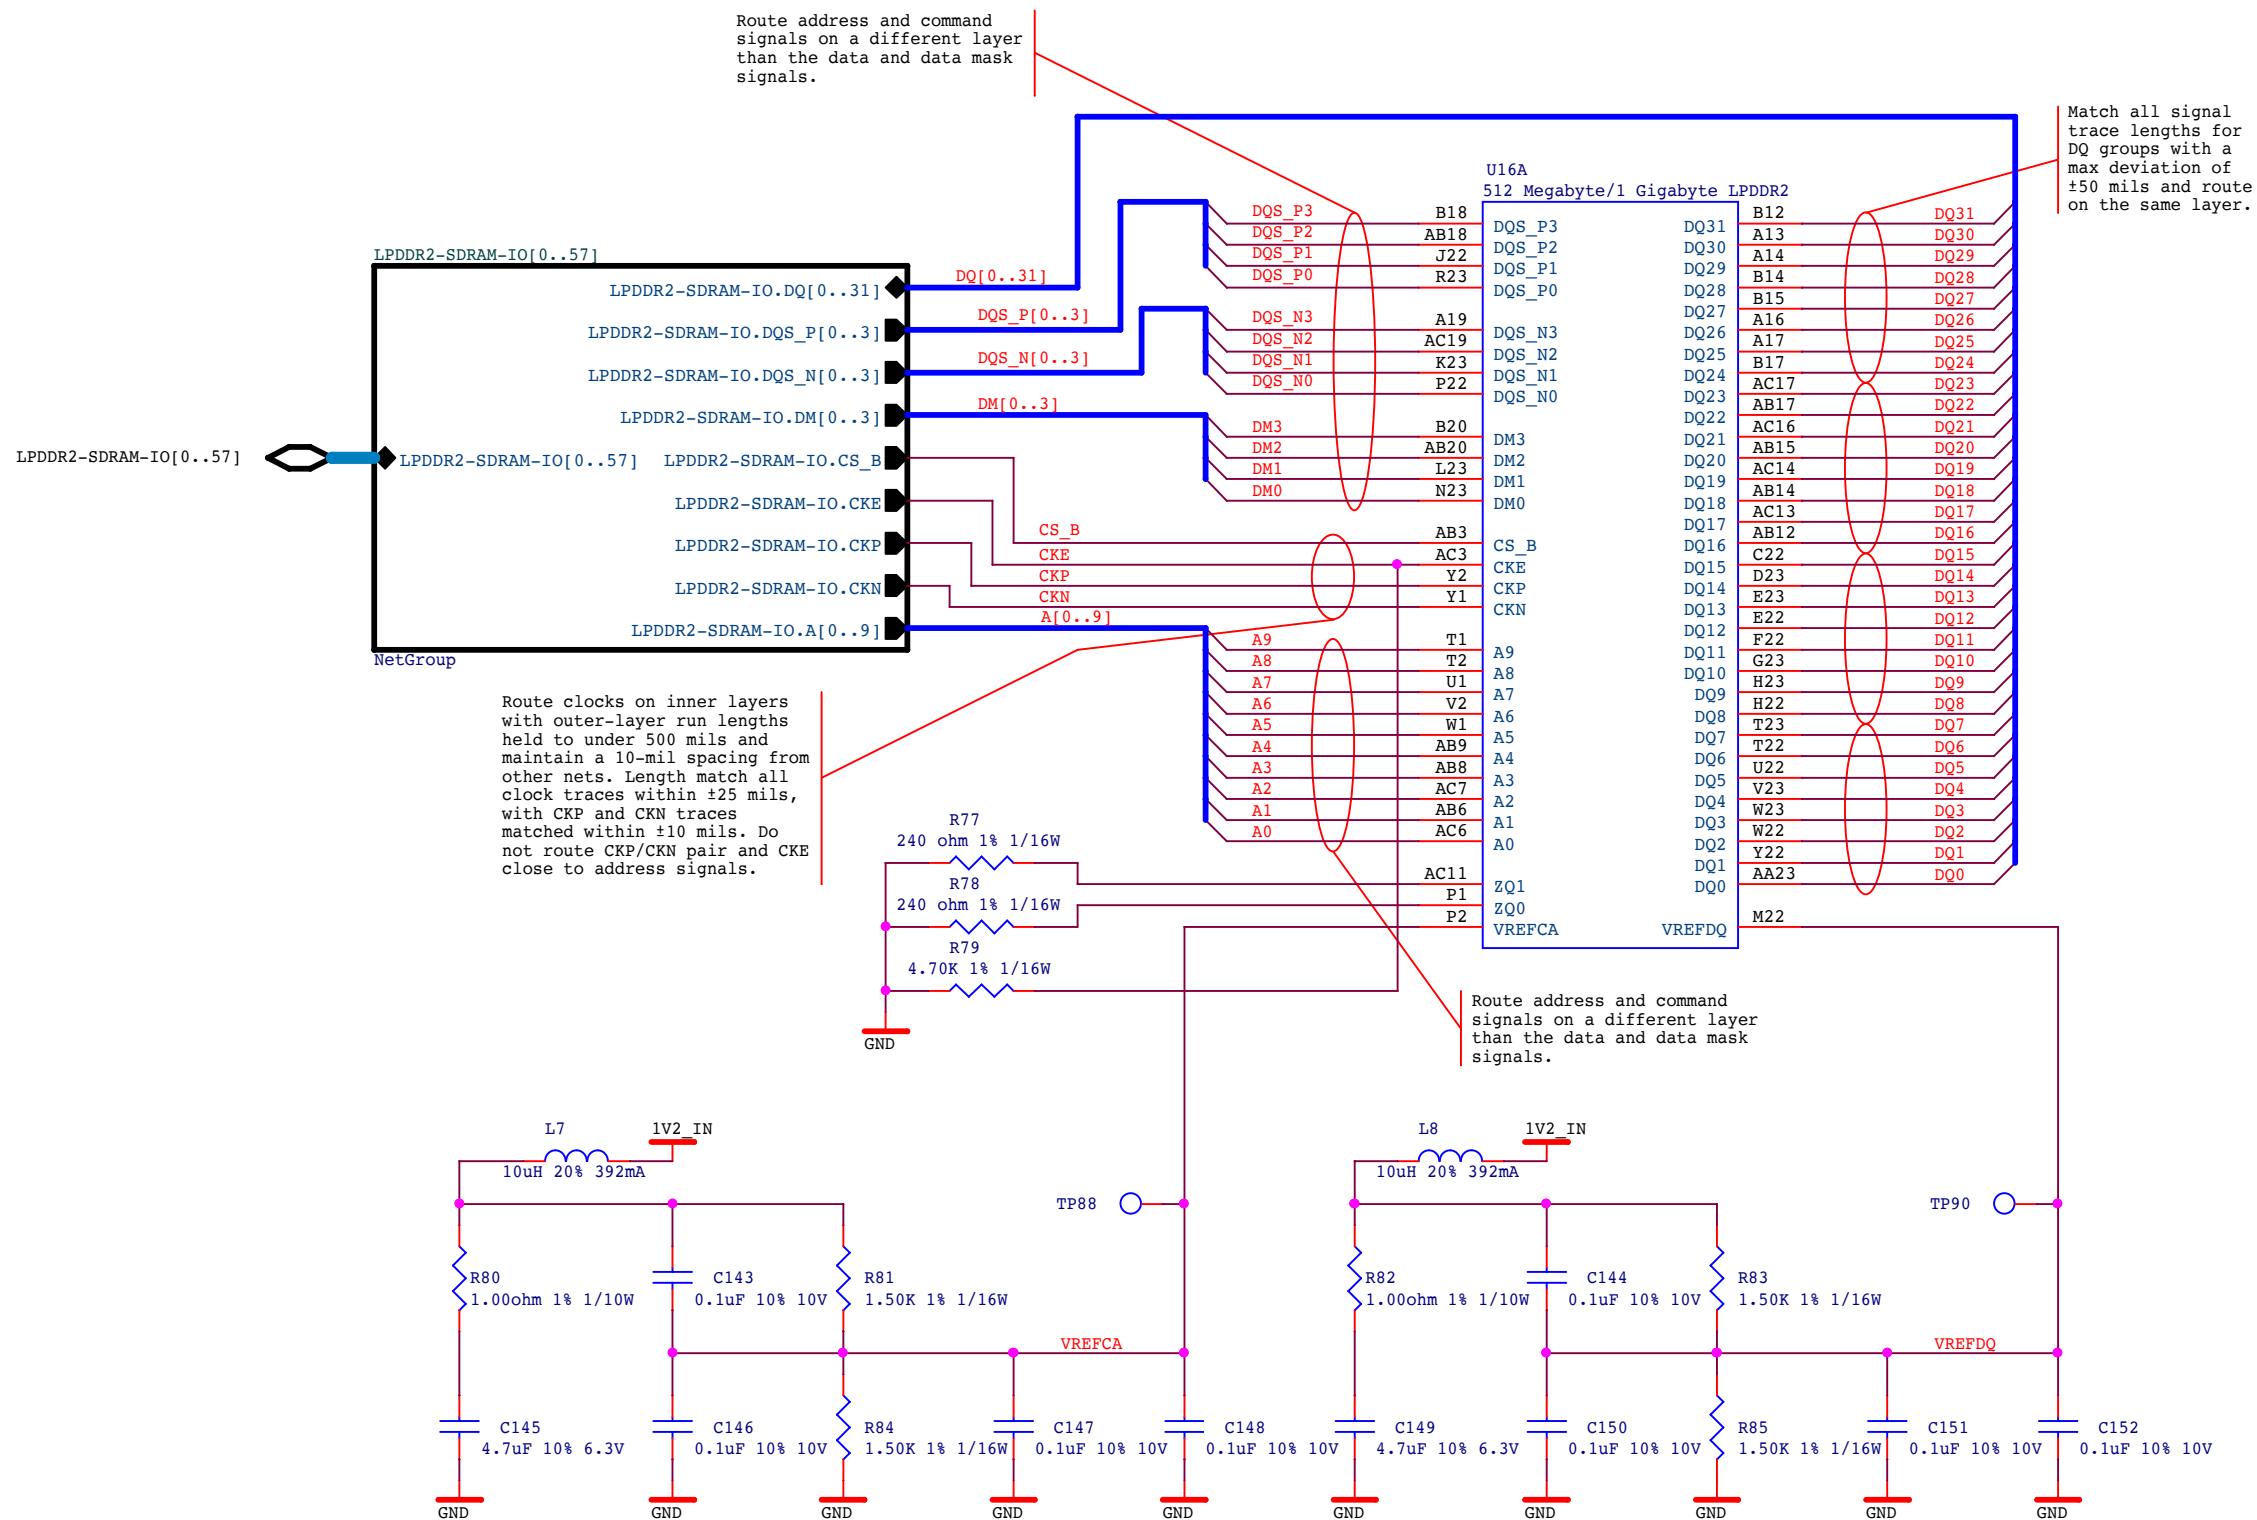 Route address and command
signals on a different layer
than the data and data mask
signals.
Match all signal
trace lengths for
DQ groups with a
max deviation of
±50 mils and route
on the same layer.
LPDDR2-SDRAM-IO[0..57]
LPDDR2-SDRAM-IO[0..57]
LPDDR2-SDRAM-IO[0..57]
LPDDR2-SDRAM-IO.DQ[0..31]
LPDDR2-SDRAM-IO.DQS_P[0..3]
LPDDR2-SDRAM-IO.DQS_N[0..3]
LPDDR2-SDRAM-IO.DM[0..3]
LPDDR2-SDRAM-IO.CS_B
LPDDR2-SDRAM-IO.CKE
LPDDR2-SDRAM-IO.CKP
LPDDR2-SDRAM-IO.CKN
LPDDR2-SDRAM-IO.A[0..9]
NetGroup
DQ[0..31]
DQS_P[0..3]
DQS_N[0..3]
DM[0..3]
CS_B
CKE
CKP
CKN
A[0..9]
U16A
512 Megabyte/1 Gigabyte LPDDR2
DQS_P3 B18 DQS_P3
DQS_P2 AB18 DQS_P2
DQS_P1 J22 DQS_P1
DQS_P0 R23 DQS_P0
DQS_N3 A19 DQS_N3
DQS_N2 AC19 DQS_N2
DQS_N1 K23 DQS_N1
DQS_N0 P22 DQS_N0
DM3 B20 DM3
DM2 AB20 DM2
DM1 L23 DM1
DM0 N23 DM0
AB3 CS_B
AC3 CKE
Y2 CKP
Y1 CKN
A9 T1 A9
A8 T2 A8
A7 U1 A7
A6 V2 A6
A5 W1 A5
A4 AB9 A4
A3 AB8 A3
A2 AC7 A2
A1 AB6 A1
A0 AC6 A0
AC11 ZQ1
P1 ZQ0
P2 VREFCA
DQ31 B12 DQ31
DQ30 A13 DQ30
DQ29 A14 DQ29
DQ28 B14 DQ28
DQ27 B15 DQ27
DQ26 A16 DQ26
DQ25 A17 DQ25
DQ24 B17 DQ24
DQ23 AC17 DQ23
DQ22 AB17 DQ22
DQ21 AC16 DQ21
DQ20 AB15 DQ20
DQ19 AC14 DQ19
DQ18 AB14 DQ18
DQ17 AC13 DQ17
DQ16 AB12 DQ16
DQ15 C22 DQ15
DQ14 D23 DQ14
DQ13 E23 DQ13
DQ12 E22 DQ12
DQ11 F22 DQ11
DQ10 G23 DQ10
DQ9 H23 DQ9
DQ8 H22 DQ8
DQ7 T23 DQ7
DQ6 T22 DQ6
DQ5 U22 DQ5
DQ4 V23 DQ4
DQ3 W23 DQ3
DQ2 W22 DQ2
DQ1 Y22 DQ1
DQ0 AA23 DQ0
VREFDQ M22
Route clocks on inner layers
with outer-layer run lengths
held to under 500 mils and
maintain a 10-mil spacing from
other nets. Length match all
clock traces within ±25 mils,
with CKP and CKN traces
matched within ±10 mils. Do
not route CKP/CKN pair and CKE
close to address signals.
R77
240 ohm 1% 1/16W
R78
240 ohm 1% 1/16W
R79
4.70K 1% 1/16W
GND
Route address and command
signals on a different layer
than the data and data mask
signals.
L7
10uH 20% 392mA
1V2_IN
TP88
R80
1.00ohm 1% 1/10W
C143
0.1uF 10% 10V
R81
1.50K 1% 1/16W
VREFCA
C145
4.7uF 10% 6.3V
C146
0.1uF 10% 10V
R84
1.50K 1% 1/16W
C147
0.1uF 10% 10V
C148
0.1uF 10% 10V
GND
GND
GND
GND
GND
L8
10uH 20% 392mA
1V2_IN
TP90
R82
1.00ohm 1% 1/10W
C144
0.1uF 10% 10V
R83
1.50K 1% 1/16W
VREFDQ
C149
4.7uF 10% 6.3V
C150
0.1uF 10% 10V
R85
1.50K 1% 1/16W
C151
0.1uF 10% 10V
C152
0.1uF 10% 10V
GND
GND
GND
GND
GND